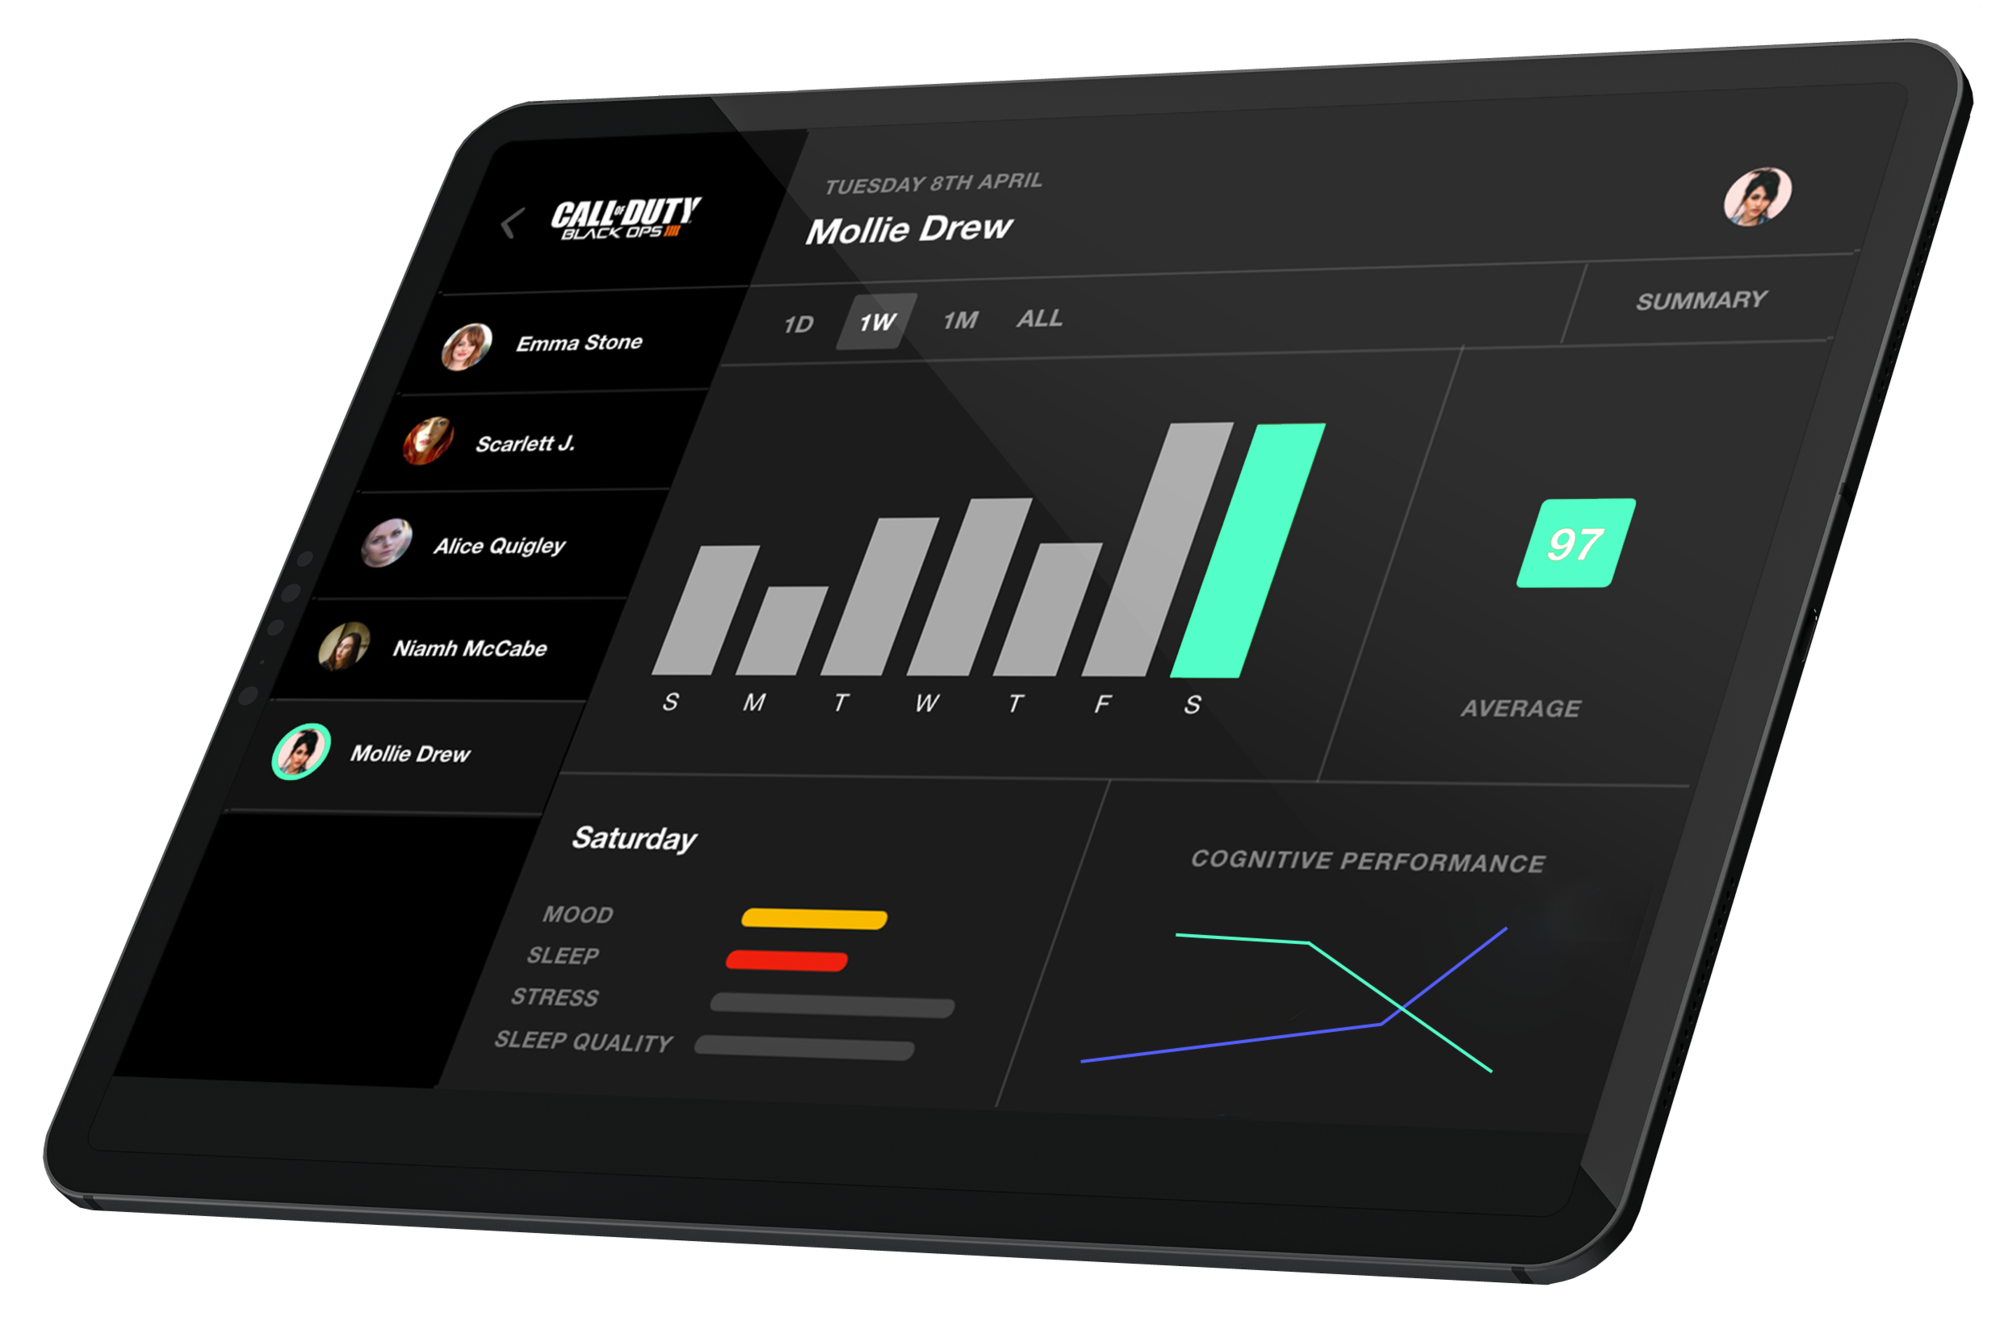 CALL OF DUTY
BLACK OPS IIII
Emma Stone
Scarlett J.
Alice Quigley
Niamh McCabe
Mollie Drew
TUESDAY 8TH APRIL
Mollie Drew
1D 1W 1M ALL
SUMMARY
S M T W T F S
97
AVERAGE
Saturday
MOOD
SLEEP
STRESS
SLEEP QUALITY
COGNITIVE PERFORMANCE